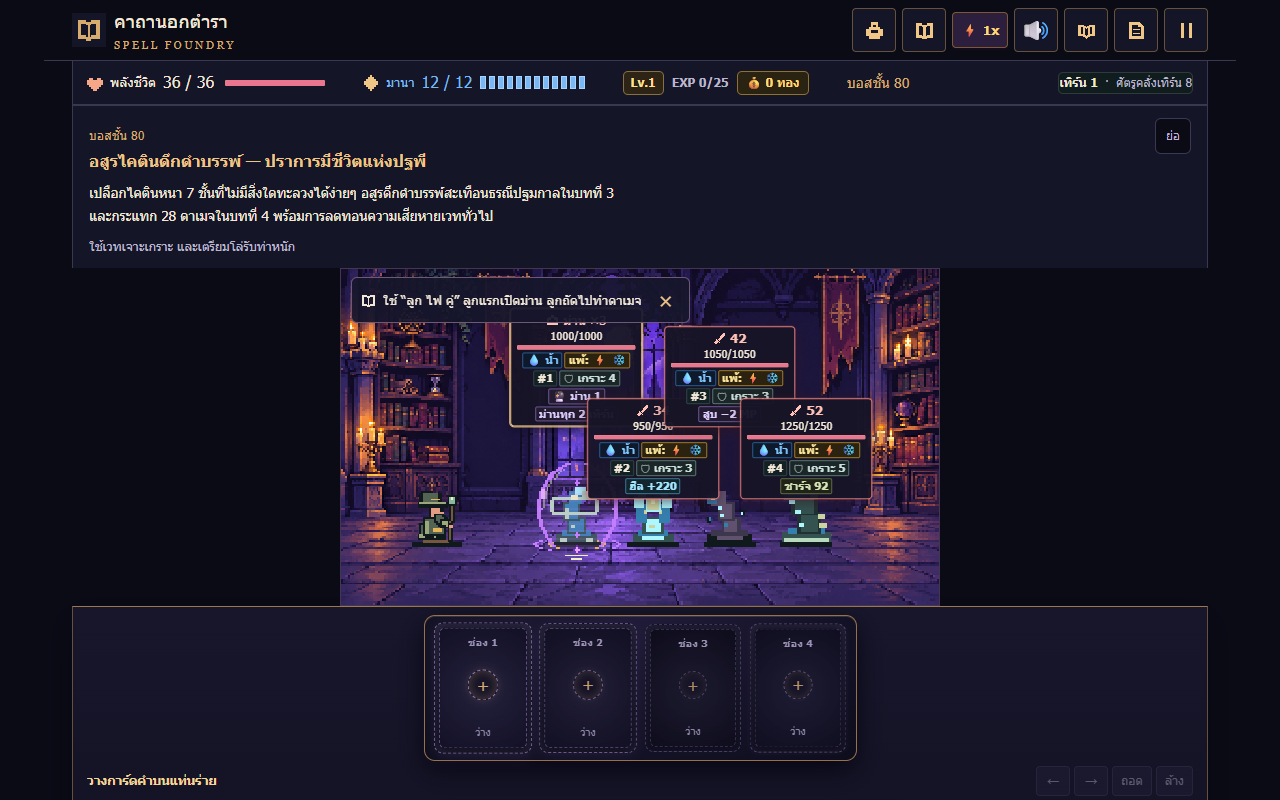 คาถานอกตำรา
SPELL FOUNDRY
1x
พลังชีวิต 36 / 36
มานา 12 / 12
Lv.1
EXP 0/25
0 ทอง
บอสชั้น 80
เทิร์น 1 · ศัตรูคลั่งเทิร์น 8
บอสชั้น 80
ย่อ
อสูรไคตินดึกดำบรรพ์ — ปราการมีชีวิตแห่งปฐพี
เปลือกไคตินหนา 7 ชั้นที่ไม่มีสิ่งใดทะลวงได้ง่ายๆ อสูรดึกดำบรรพ์สะเทือนธรณีปฐมกาลในบทที่ 3
และกระแทก 28 ดาเมจในบทที่ 4 พร้อมการลดทอนความเสียหายเวททั่วไป
ใช้เวทเจาะเกราะ และเตรียมโล่รับท่าหนัก
ใช้ "ลูก ไฟ คู่" ลูกแรกเปิดม่าน ลูกถัดไปทำดาเมจ
1000/1000
น้ำ แพ้:
#1 เกราะ 4
ม่าน 1
ม่านทุก 2
42
1050/1050
น้ำ แพ้:
#3 เกราะ 3
สูบ −2
950/950
น้ำ แพ้:
#2 เกราะ 3
ฮีล +220
52
1250/1250
น้ำ แพ้:
#4 เกราะ 5
ชาร์จ 92
ช่อง 1
ว่าง
ช่อง 2
ว่าง
ช่อง 3
ว่าง
ช่อง 4
ว่าง
วางการ์ดคำบนแท่นร่าย
← → ถอด ล้าง